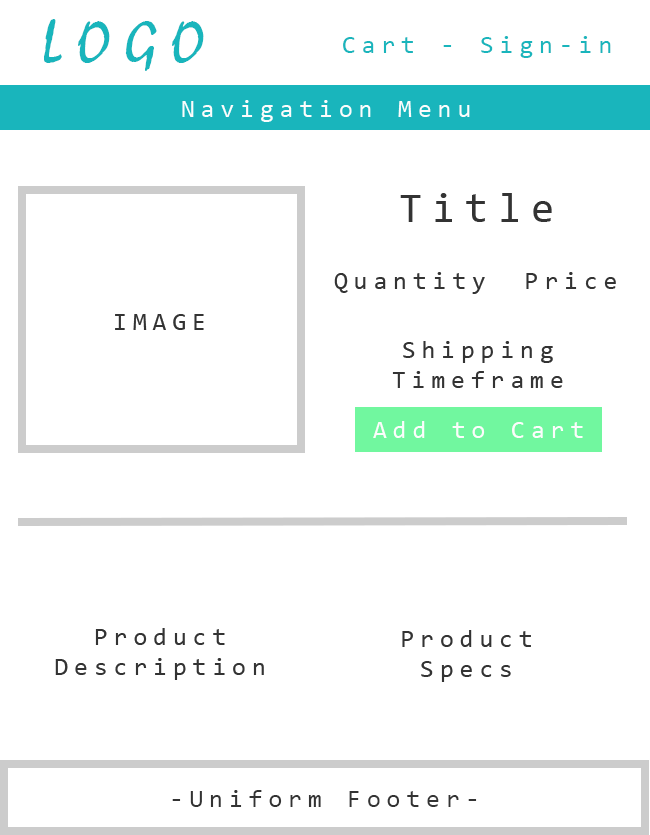 LOGO
Cart - Sign-in
Navigation Menu
Title
IMAGE
Quantity Price
Shipping
Timeframe
Add to Cart
Product
Description
Product
Specs
-Uniform Footer-